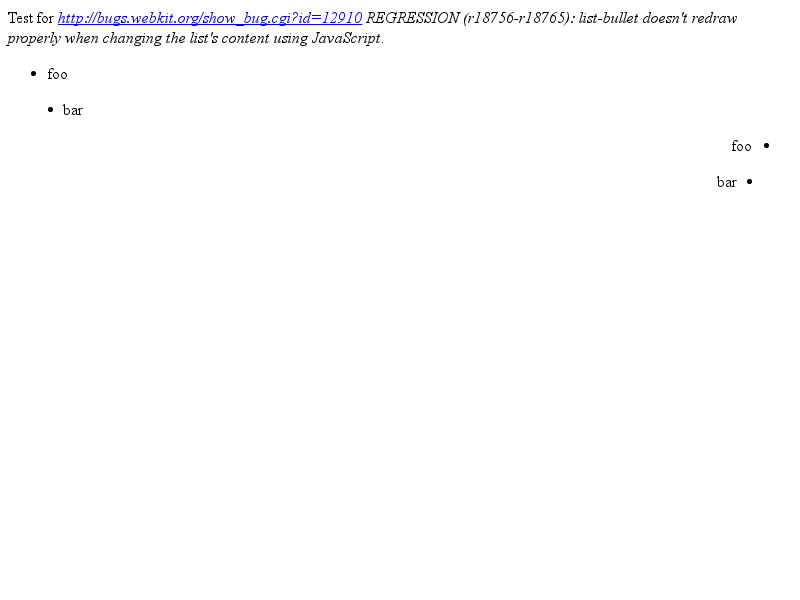 Test for http://bugs.webkit.org/show_bug.cgi?id=12910 REGRESSION (r18756-r18765): list-bullet doesn't redraw
properly when changing the list's content using JavaScript.
• foo
• bar
foo •
bar •